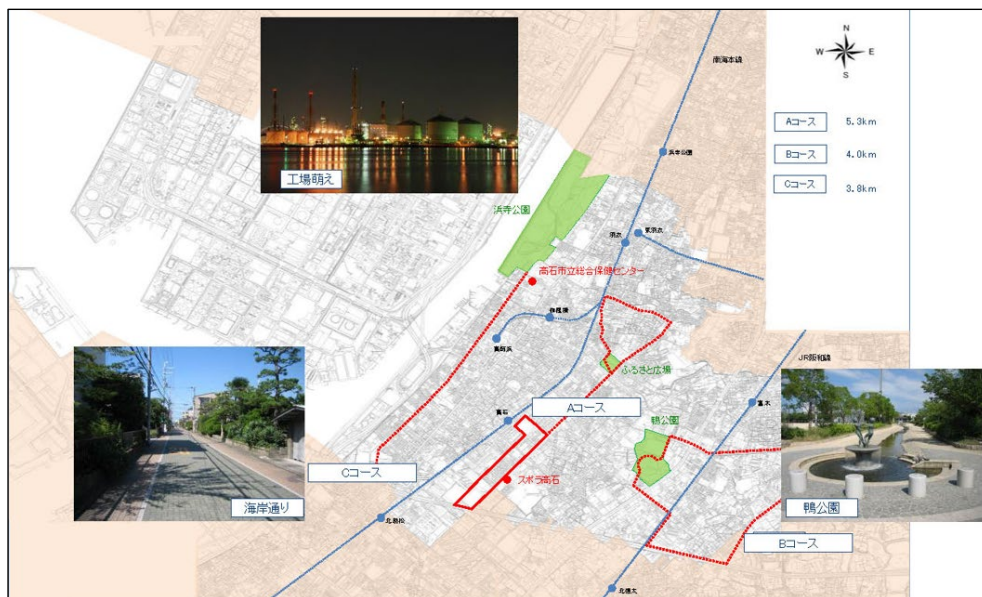 N
W E
S
南海本線
Aコース 5.3km
Bコース 4.0km
Cコース 3.8km
工場萌え
浜寺公園
浜寺公園
羽衣
東羽衣
高石市立総合保健センター
伽羅橋
高師浜
JR阪和線
ふるさと広場
富木
Aコース
高石
鴨公園
Cコース
スポラ高石
海岸通り
鴨公園
北助松
Bコース
北信太